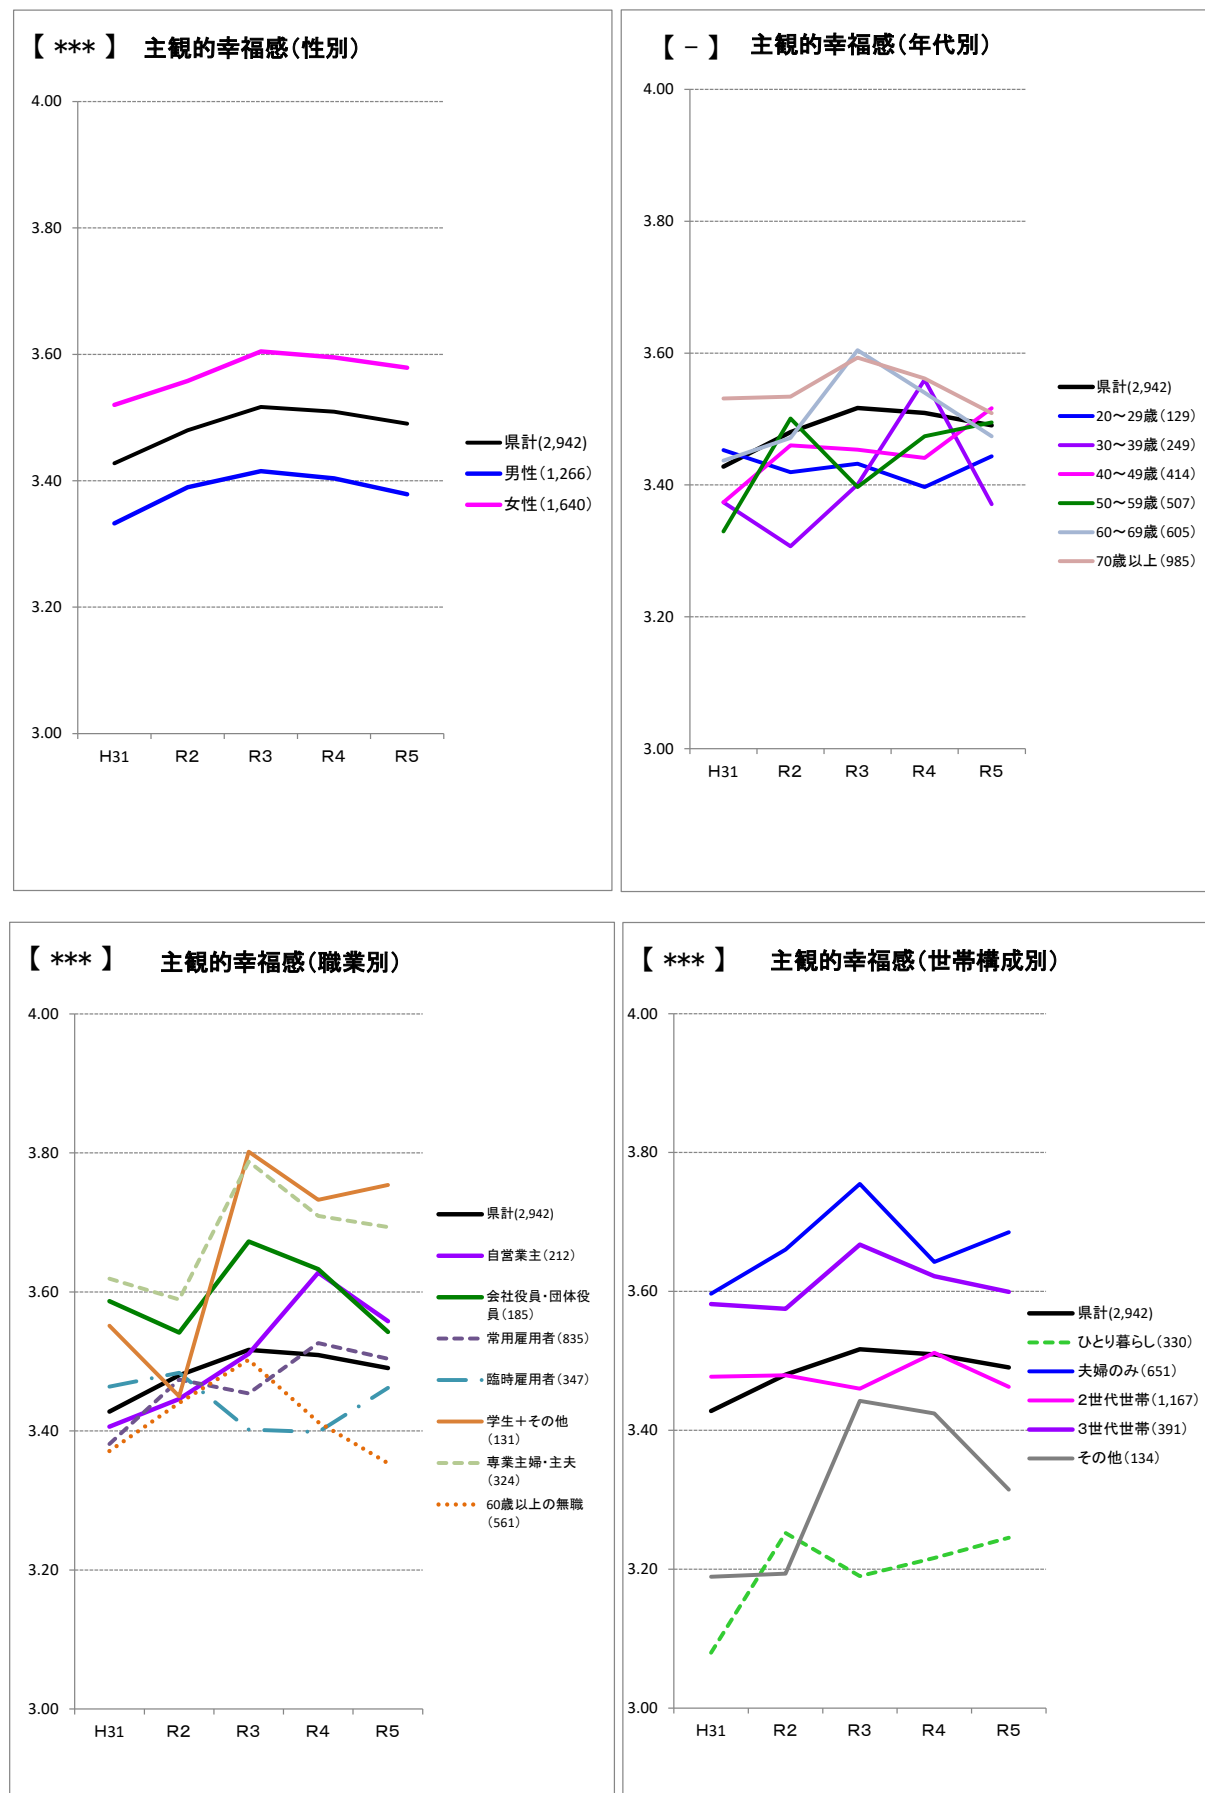 【 *** 】 主観的幸福感（性別）
4.00
3.80
3.60
3.40
3.20
3.00
H31 R2 R3 R4 R5
県計(2,942)
男性（1,266）
女性（1,640）
【 − 】 主観的幸福感（年代別）
4.00
3.80
3.60
3.40
3.20
3.00
H31 R2 R3 R4 R5
県計(2,942)
20～29歳（129）
30～39歳（249）
40～49歳（414）
50～59歳（507）
60～69歳（605）
70歳以上（985）
【 *** 】 主観的幸福感（職業別）
4.00
3.80
3.60
3.40
3.20
3.00
H31 R2 R3 R4 R5
県計(2,942)
自営業主（212）
会社役員・団体役
員（185）
常用雇用者（835）
臨時雇用者（347）
学生＋その他
（131）
専業主婦・主夫
（324）
60歳以上の無職
（561）
【 *** 】 主観的幸福感（世帯構成別）
4.00
3.80
3.60
3.40
3.20
3.00
H31 R2 R3 R4 R5
県計(2,942)
ひとり暮らし（330）
夫婦のみ（651）
２世代世帯（1,167）
３世代世帯（391）
その他（134）